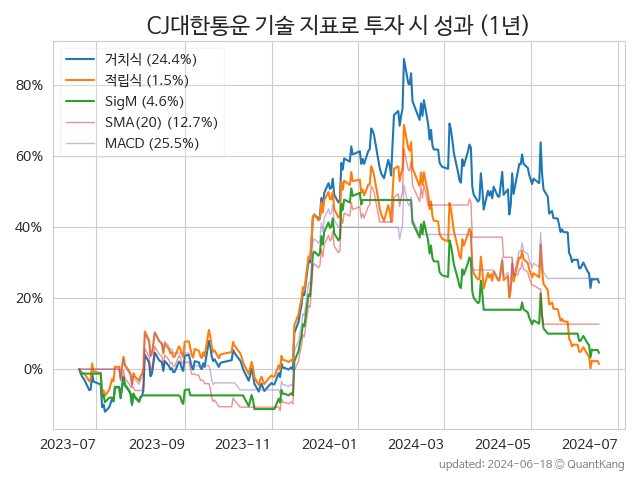 CJ대한통운 기술 지표로 투자 시 성과 (1년)
거치식 (24.4%)
적립식 (1.5%)
SigM (4.6%)
SMA(20) (12.7%)
MACD (25.5%)
80%
60%
40%
20%
0%
2023-07 2023-09 2023-11 2024-01 2024-03 2024-05 2024-07
updated: 2024-06-18 © QuantKang